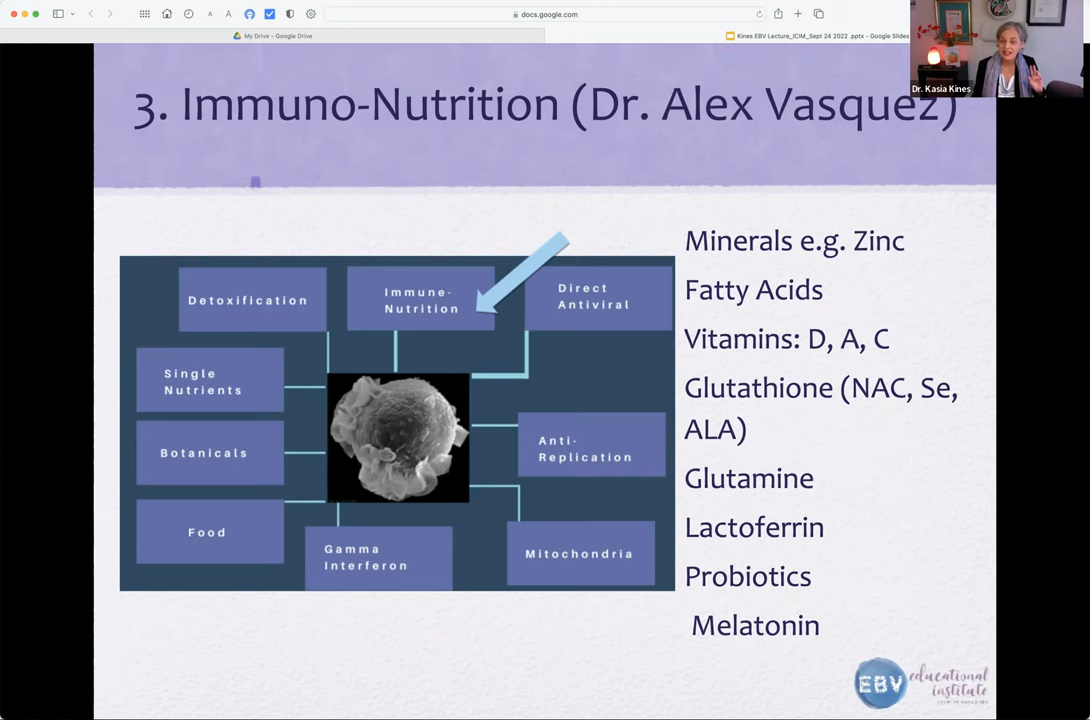 docs.google.com
My Drive - Google Drive
Kines EBV Lecture_ICIM_Sept 24 2022 .pptx - Google Slides
Dr. Kasia Kines
3. Immuno-Nutrition (Dr. Alex Vasquez)
Detoxification
Immune-
Nutrition
Direct
Antiviral
Single
Nutrients
Botanicals
Food
Gamma
Interferon
Mitochondria
Anti-
Replication
Minerals e.g. Zinc
Fatty Acids
Vitamins: D, A, C
Glutathione (NAC, Se,
ALA)
Glutamine
Lactoferrin
Probiotics
Melatonin
EBV educational
institute